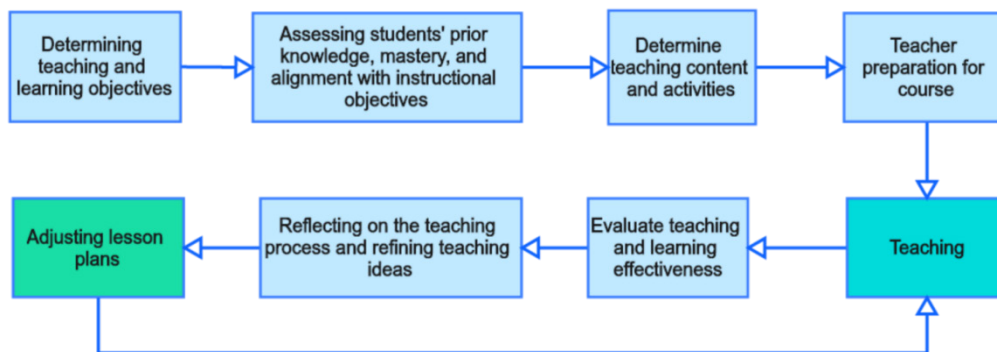 Determining
teaching and
learning objectives
Assessing students' prior
knowledge, mastery, and
alignment with instructional
objectives
Determine
teaching content
and activities
Teacher
preparation for
course
Adjusting lesson
plans
Reflecting on the teaching
process and refining teaching
ideas
Evaluate teaching
and learning
effectiveness
Teaching